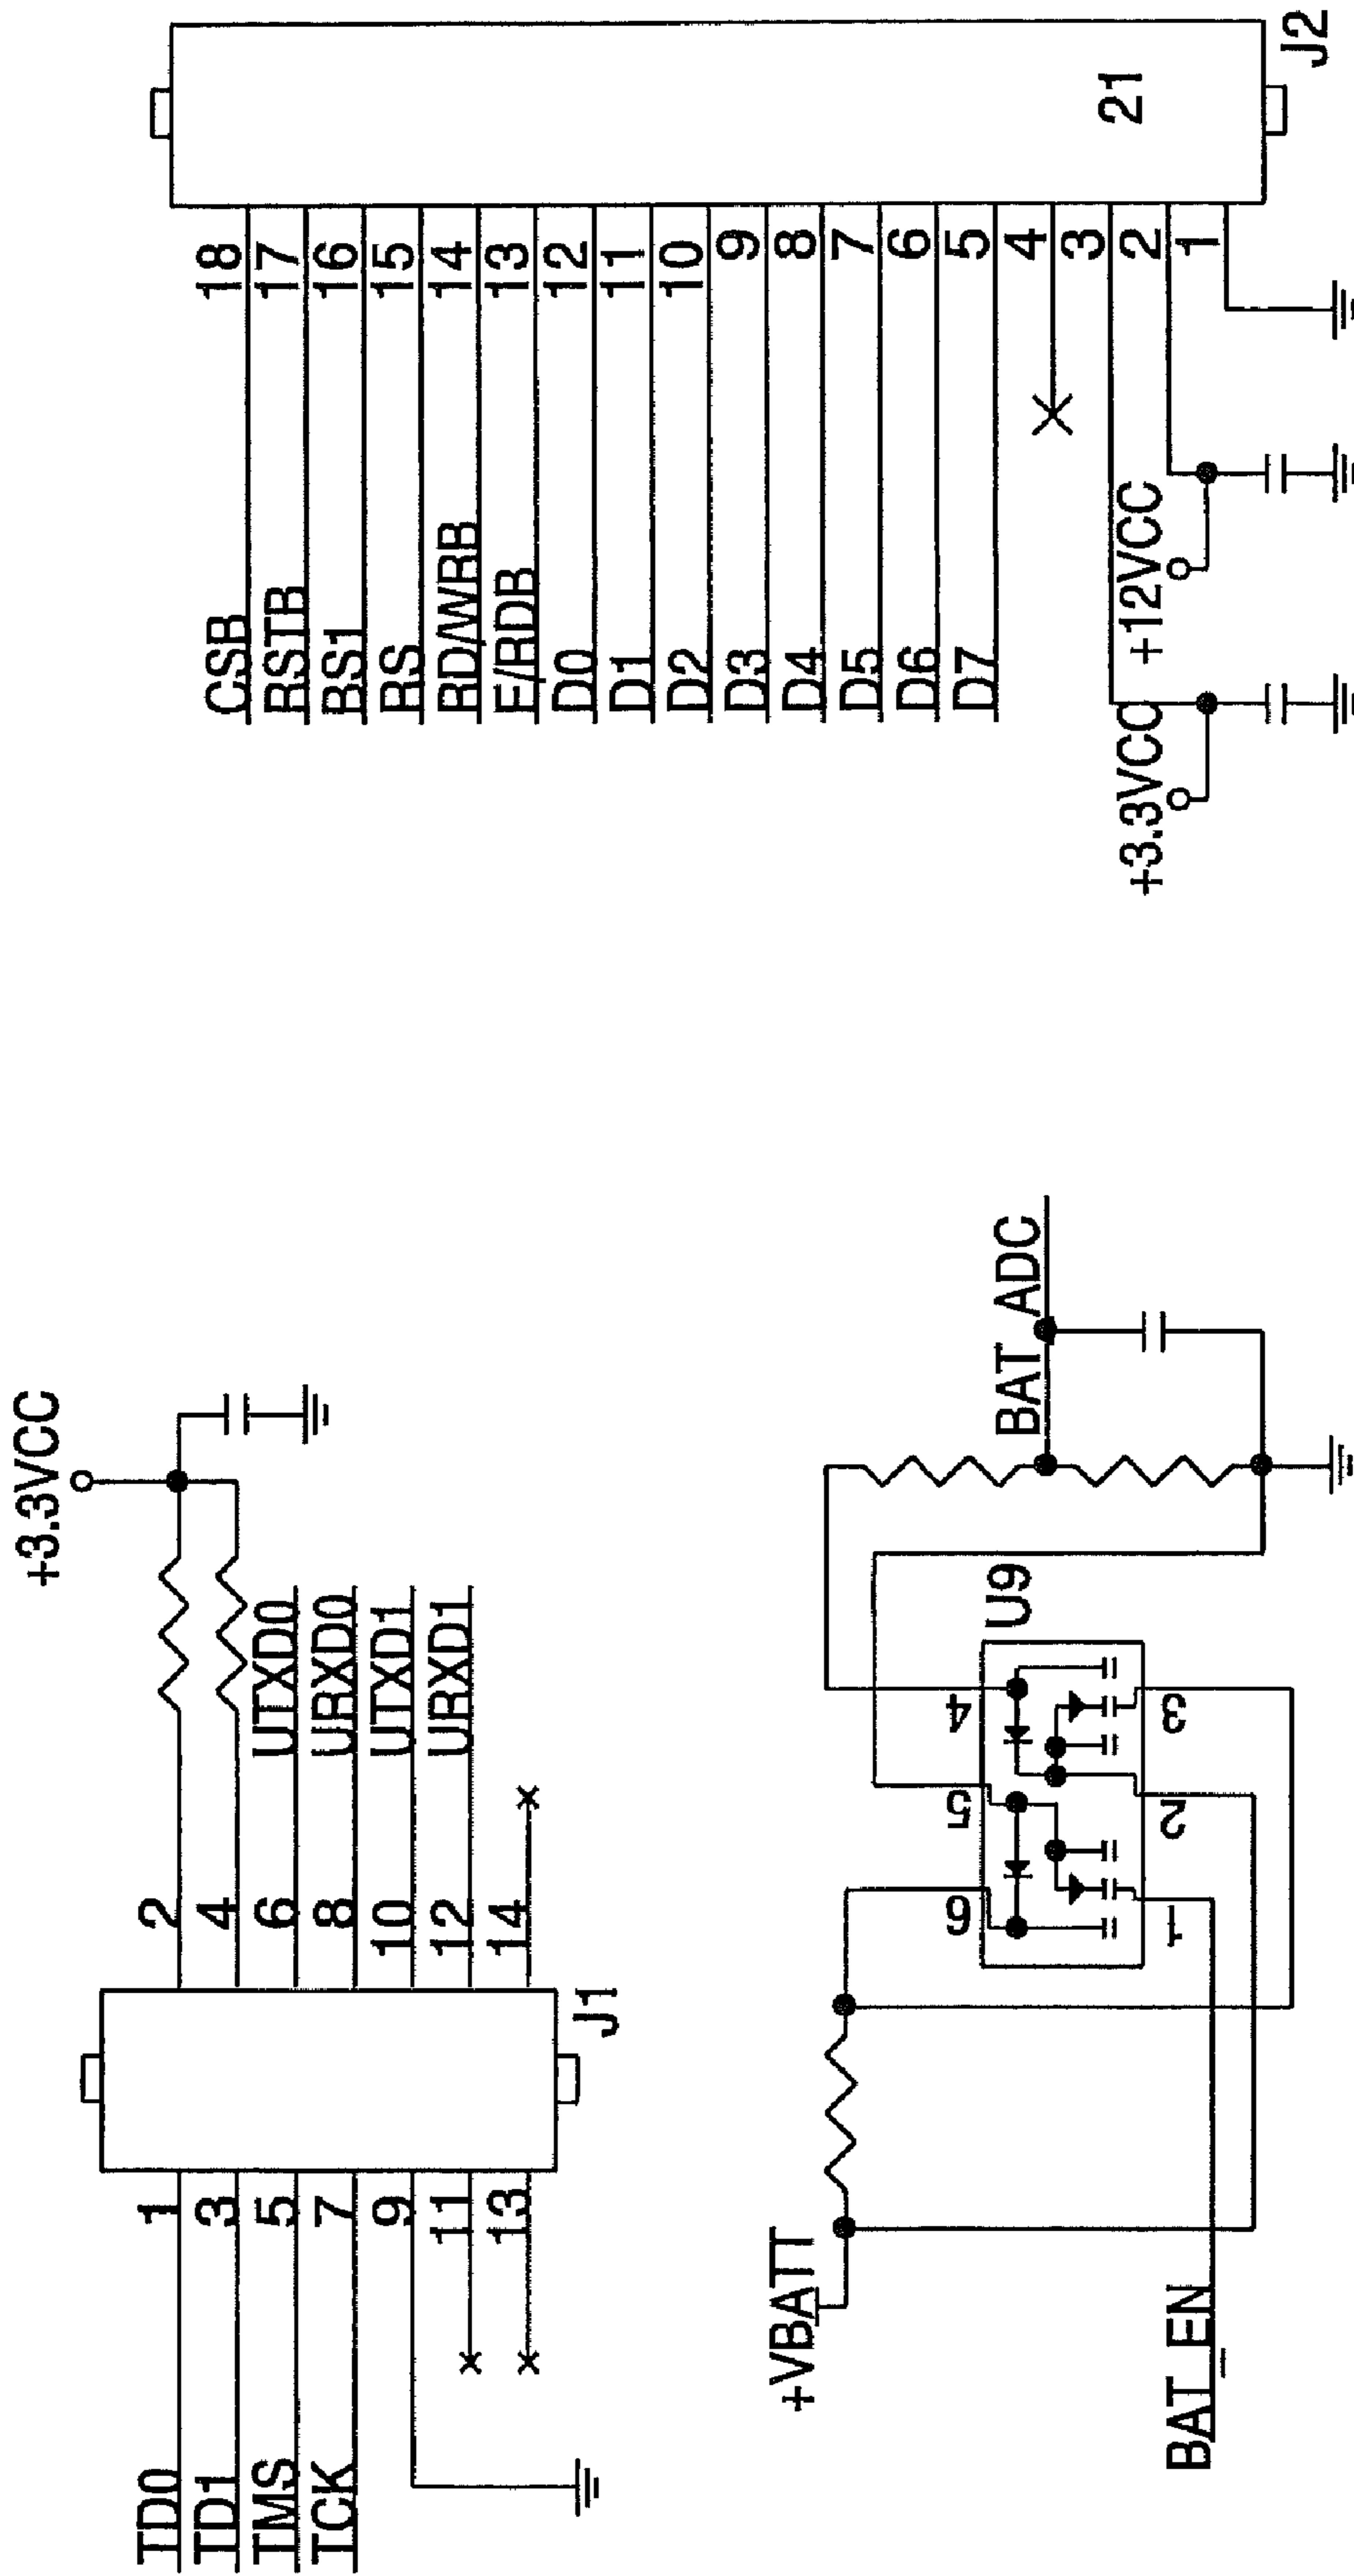 +3.3VCC
TD0
TD1
TMS
TCK
1
3
5
7
9
11
13
2
4
6
8
10
12
14
UTXD0
URXD0
UTXD1
URXD1
J1
+VBATT
BAT_EN
6
5
4
1
2
3
U9
BAT_ADC
CSB
RSTB
BS1
RS
RD/WRB
E/RDB
D0
D1
D2
D3
D4
D5
D6
D7
+3.3VCC
+12VCC
18
17
16
15
14
13
12
11
10
9
8
7
6
5
4
3
2
1
21
J2